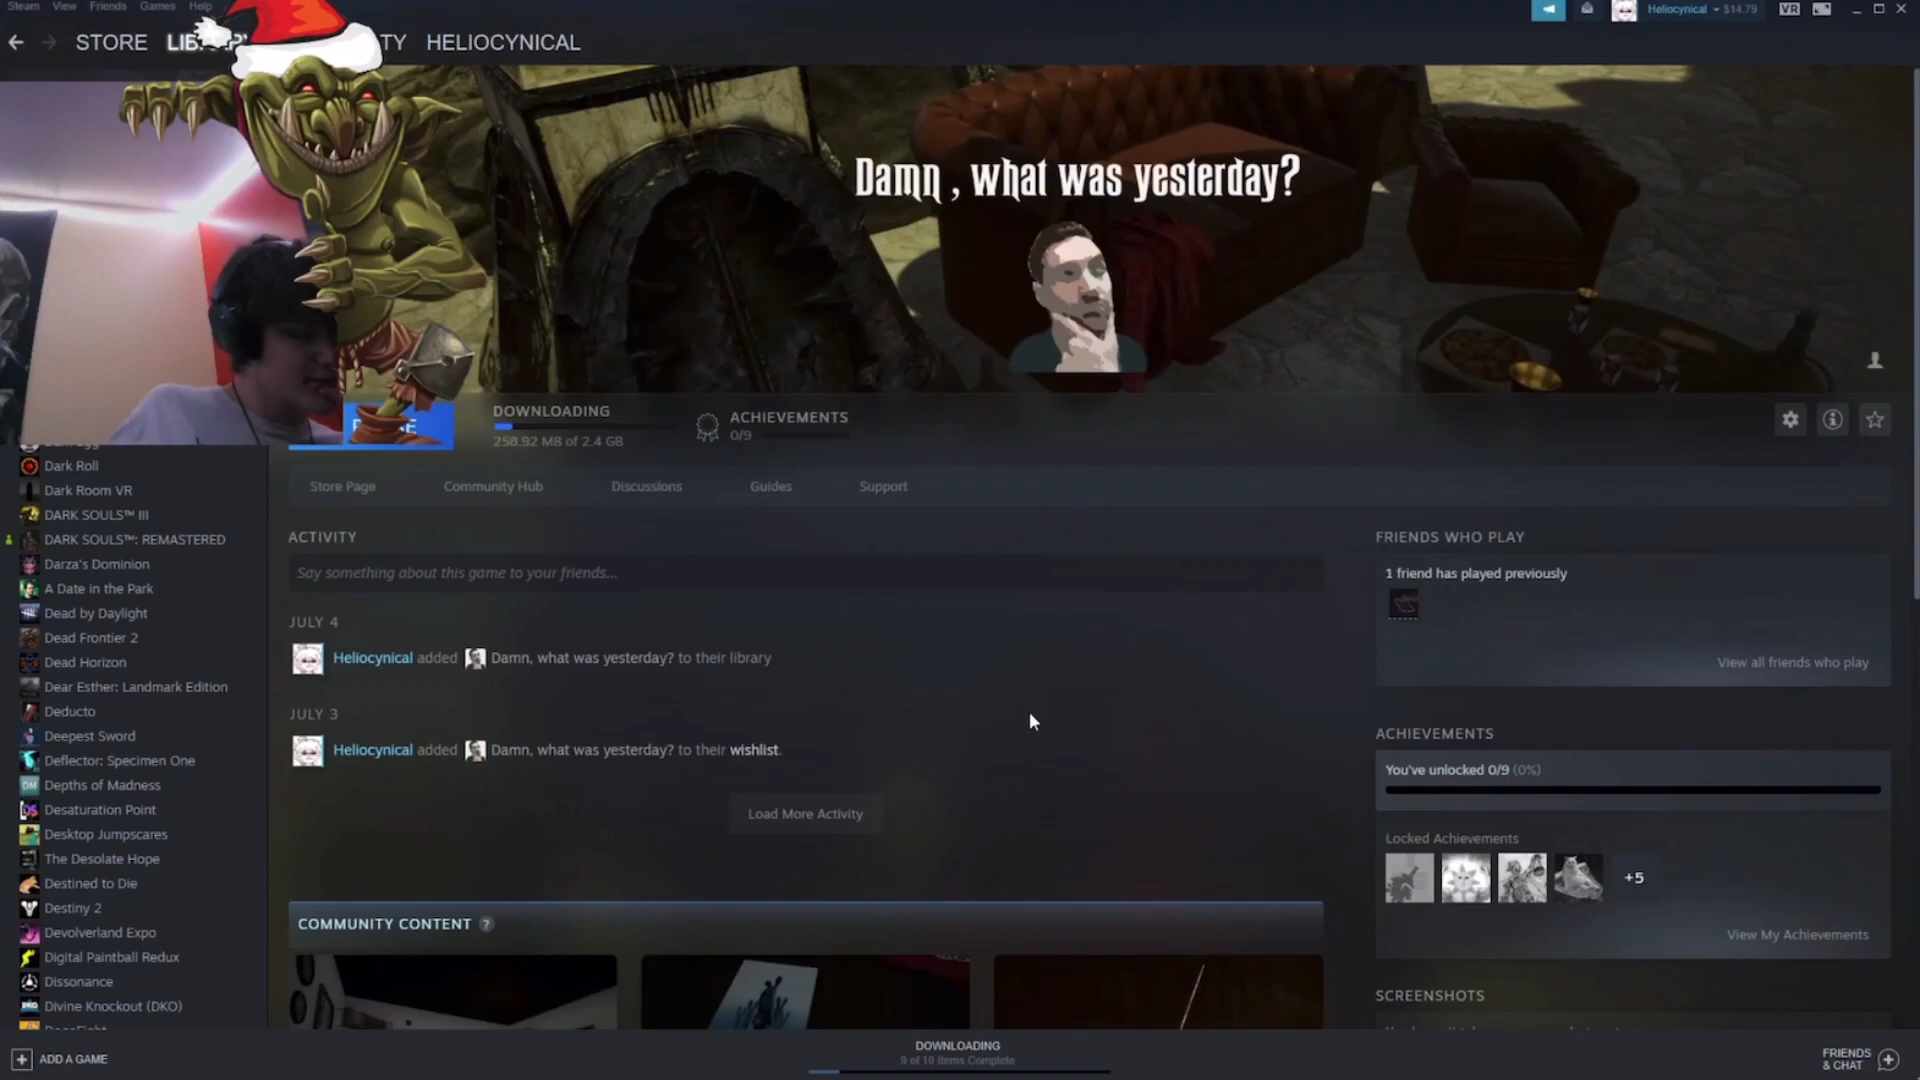 Steam View Friends Games Help
Heliocynical $14.79 VR
STORE TY HELIOCYNICAL
Damn , what was yesterday?
DOWNLOADING
258.92 MB of 2.4 GB
ACHIEVEMENTS
0/9
Store Page Community Hub Discussions Guides Support
Dark Roll
Dark Room VR
DARK SOULS™ III
DARK SOULS™: REMASTERED
Darza's Dominion
A Date in the Park
Dead by Daylight
Dead Frontier 2
Dead Horizon
Dear Esther: Landmark Edition
Deducto
Deepest Sword
Deflector: Specimen One
DM Depths of Madness
DS Desaturation Point
Desktop Jumpscares
The Desolate Hope
Destined to Die
Destiny 2
Devolverland Expo
Digital Paintball Redux
Dissonance
DKO Divine Knockout (DKO)
ACTIVITY
Say something about this game to your friends...
JULY 4
Heliocynical added Damn, what was yesterday? to their library
JULY 3
Heliocynical added Damn, what was yesterday? to their wishlist.
Load More Activity
COMMUNITY CONTENT ?
FRIENDS WHO PLAY
1 friend has played previously
View all friends who play
ACHIEVEMENTS
You've unlocked 0/9 (0%)
Locked Achievements
+5
View My Achievements
SCREENSHOTS
ADD A GAME
DOWNLOADING
9 of 10 Items Complete
FRIENDS
& CHAT